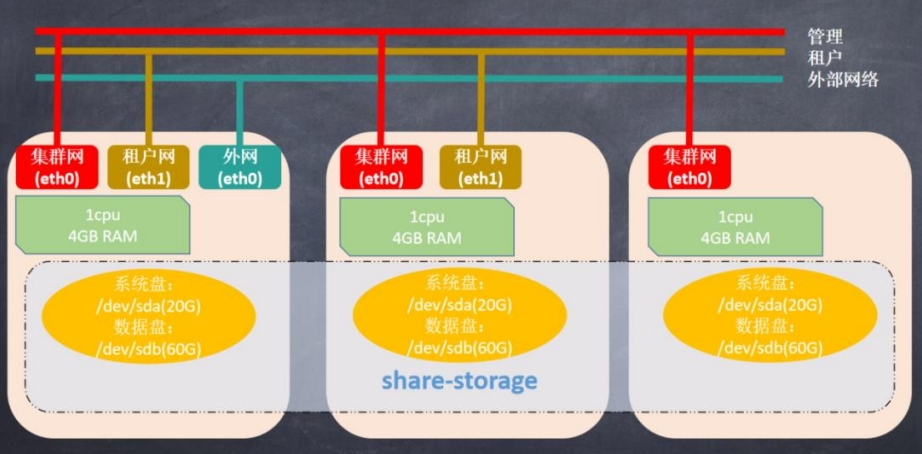 管理
租户
外部网络
集群网
(eth0)
租户网
(eth1)
外网
(eth0)
集群网
(eth0)
租户网
(eth1)
集群网
(eth0)
1cpu
4GB RAM
1cpu
4GB RAM
1cpu
4GB RAM
系统盘：
/dev/sda(20G)
数据盘：
/dev/sdb(60G)
系统盘：
/dev/sda(20G)
数据盘：
/dev/sdb(60G)
系统盘：
/dev/sda(20G)
数据盘：
/dev/sdb(60G)
share-storage